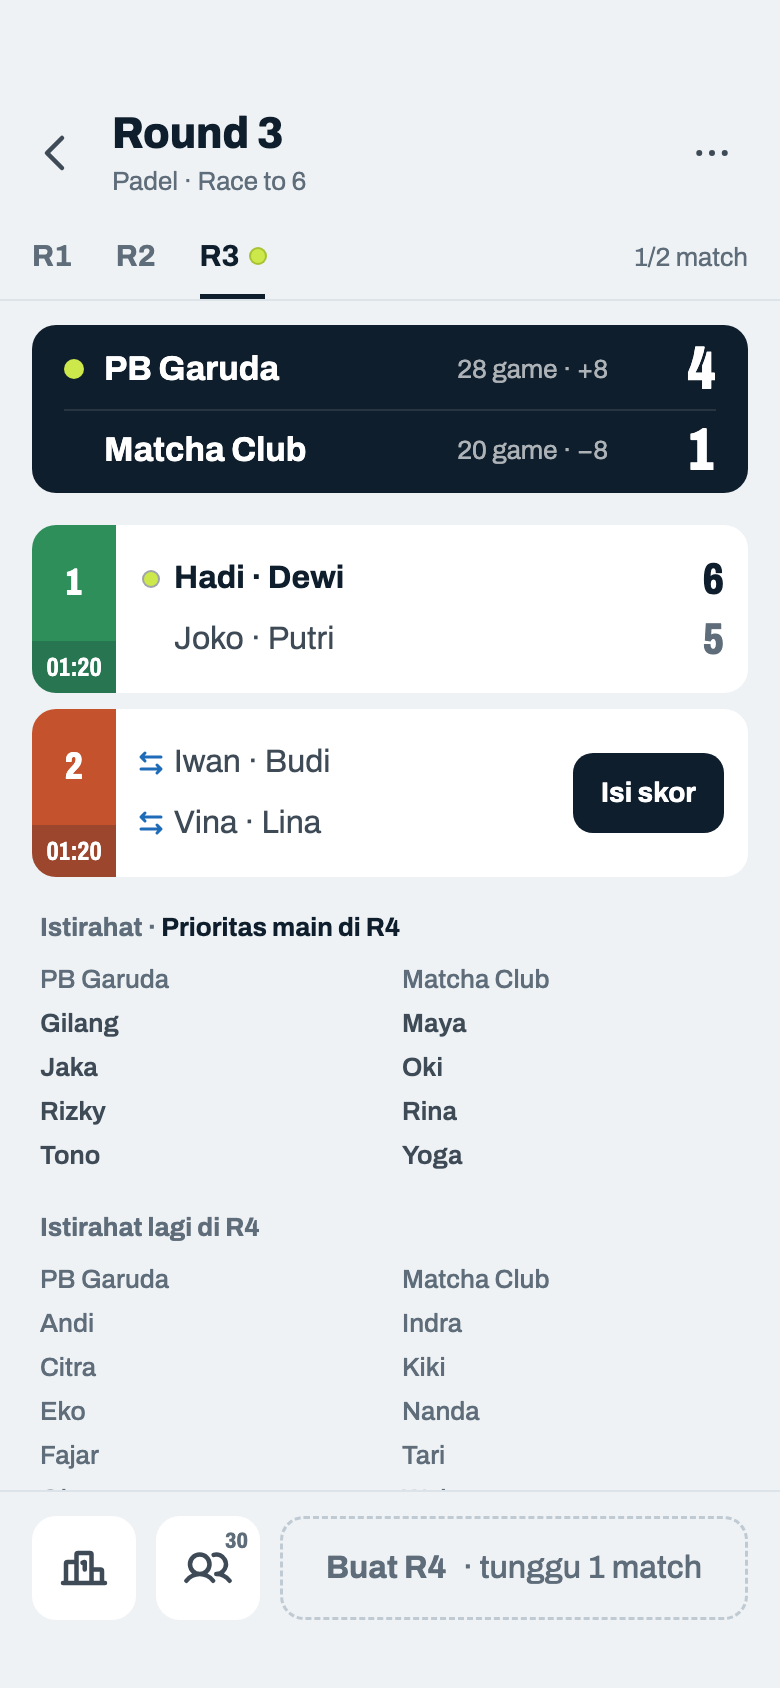 Round 3
Padel · Race to 6
R1 R2 R3 1/2 match
PB Garuda 28 game · +8 4
Matcha Club 20 game · −8 1
1 Hadi · Dewi 6
Joko · Putri 5
01:20
2 Iwan · Budi
Vina · Lina
Isi skor
01:20
Istirahat · Prioritas main di R4
PB Garuda Matcha Club
Gilang Maya
Jaka Oki
Rizky Rina
Tono Yoga
Istirahat lagi di R4
PB Garuda Matcha Club
Andi Indra
Citra Kiki
Eko Nanda
Fajar Tari
30
Buat R4 · tunggu 1 match